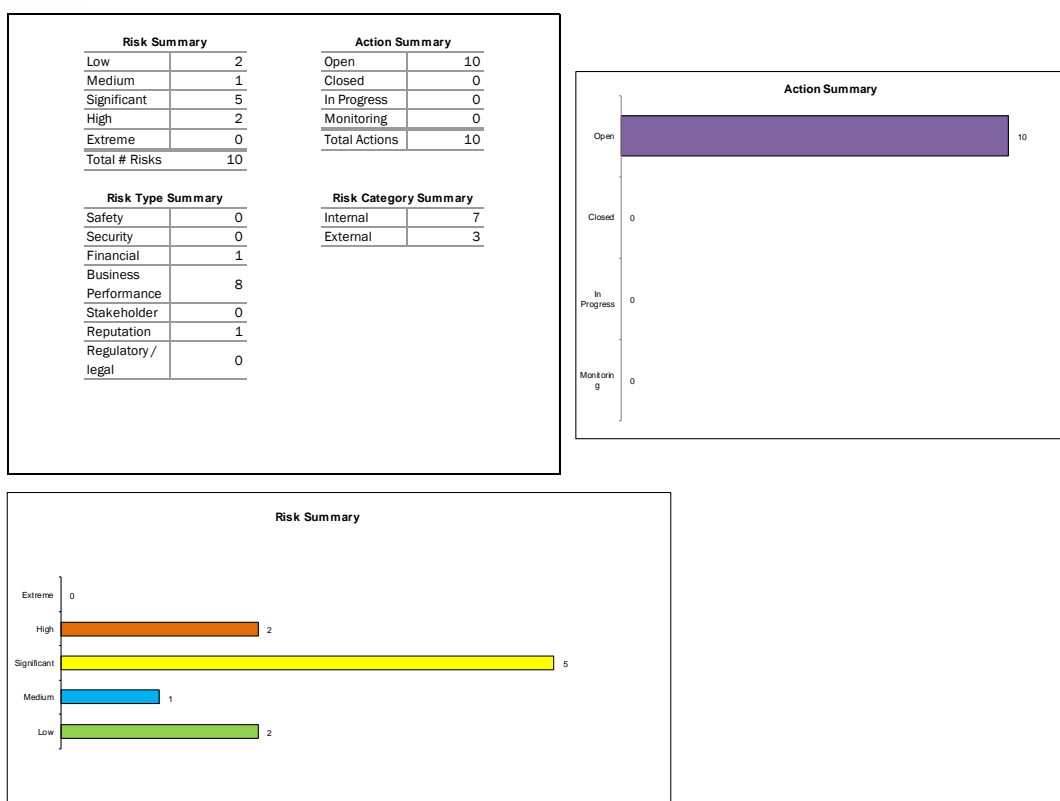 Risk Summary
Low 2
Medium 1
Significant 5
High 2
Extreme 0
Total # Risks 10
Action Summary
Open 10
Closed 0
In Progress 0
Monitoring 0
Total Actions 10
Risk Type Summary
Safety 0
Security 0
Financial 1
Business
Performance 8
Stakeholder 0
Reputation 1
Regulatory/
legal 0
Risk Category Summary
Internal 7
External 3
Action Summary
Open 10
Closed 0
In
Progress 0
Monitorin
g 0
Risk Summary
Extreme 0
High 2
Significant 5
Medium 1
Low 2